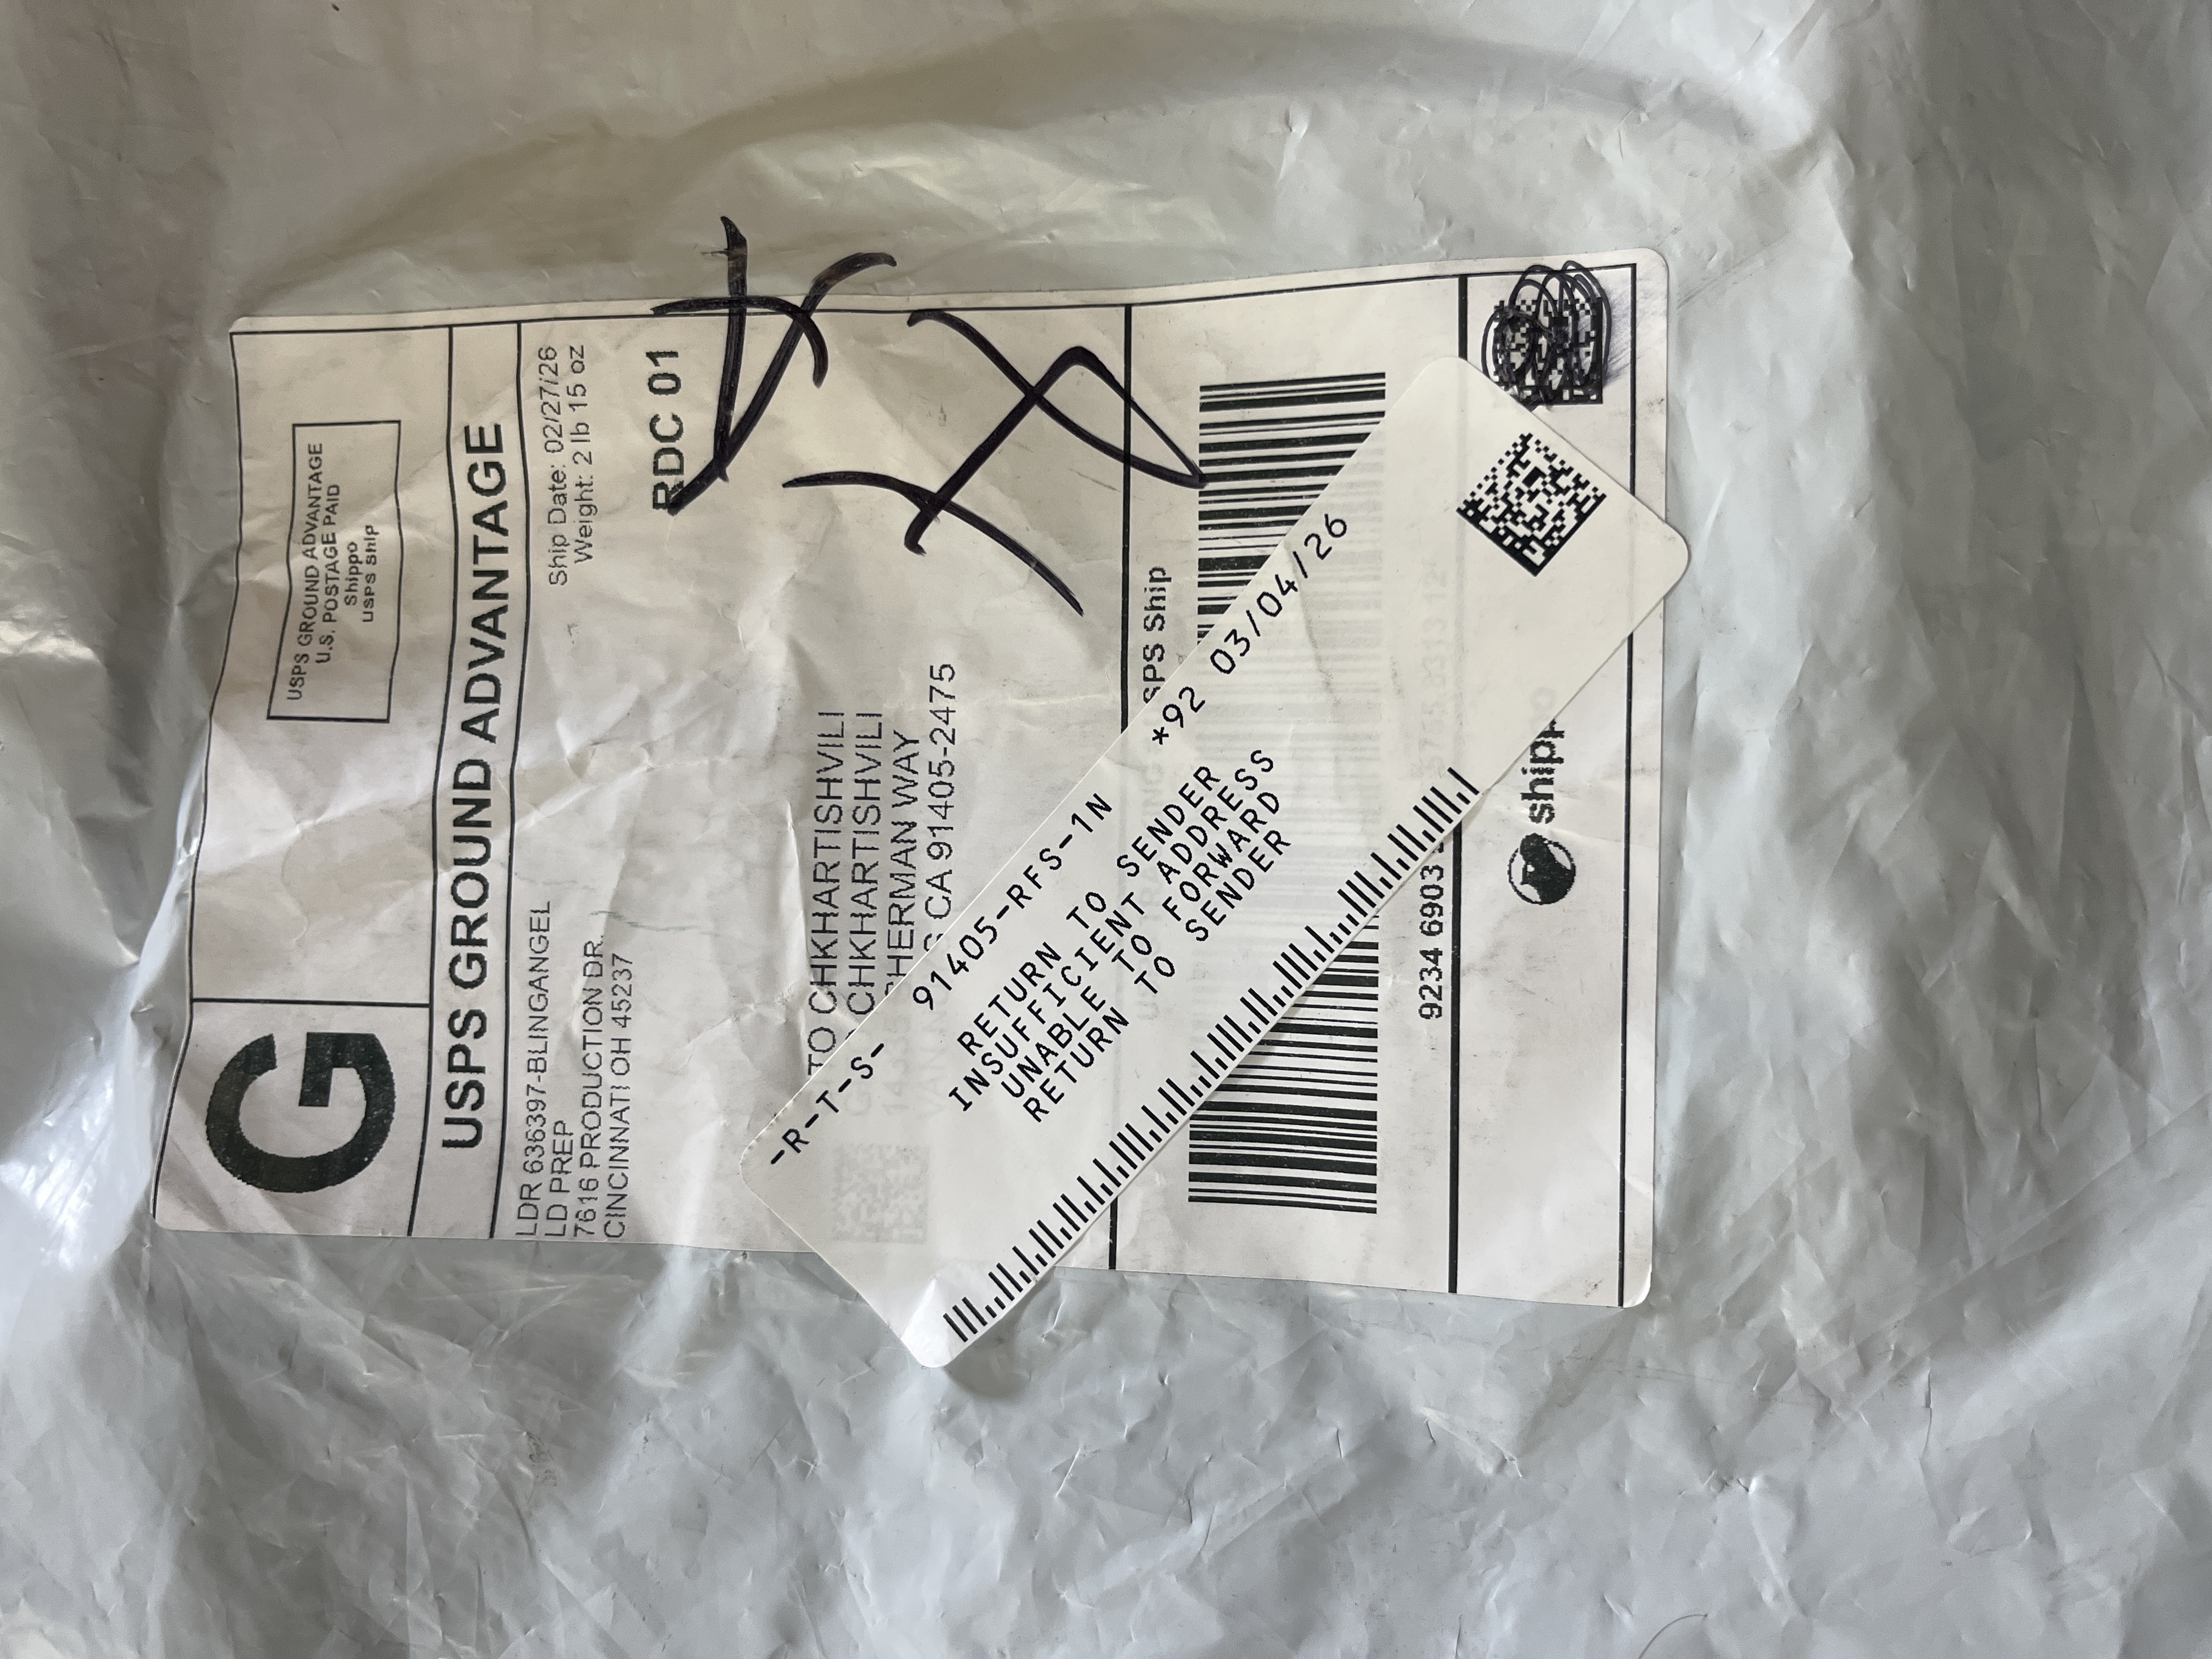 G
USPS GROUND ADVANTAGE
U.S. POSTAGE PAID
Shippo
USPS Ship
USPS GROUND ADVANTAGE
LDR 636397-BLINGANGEL
LD PREP
7616 PRODUCTION DR.
CINCINNATI OH 45237
Ship Date: 02/27/26
Weight: 2 lb 15 oz
RDC 01
TO CHKHARTISHVILI
CHKHARTISHVILI
SHERMAN WAY
CA 91405-2475
SPS Ship
-R-T-S- 91405-RFS-1N *92 03/04/26
RETURN TO SENDER
INSUFFICIENT ADDRESS
UNABLE TO FORWARD
RETURN TO SENDER
9234 6903
shippo